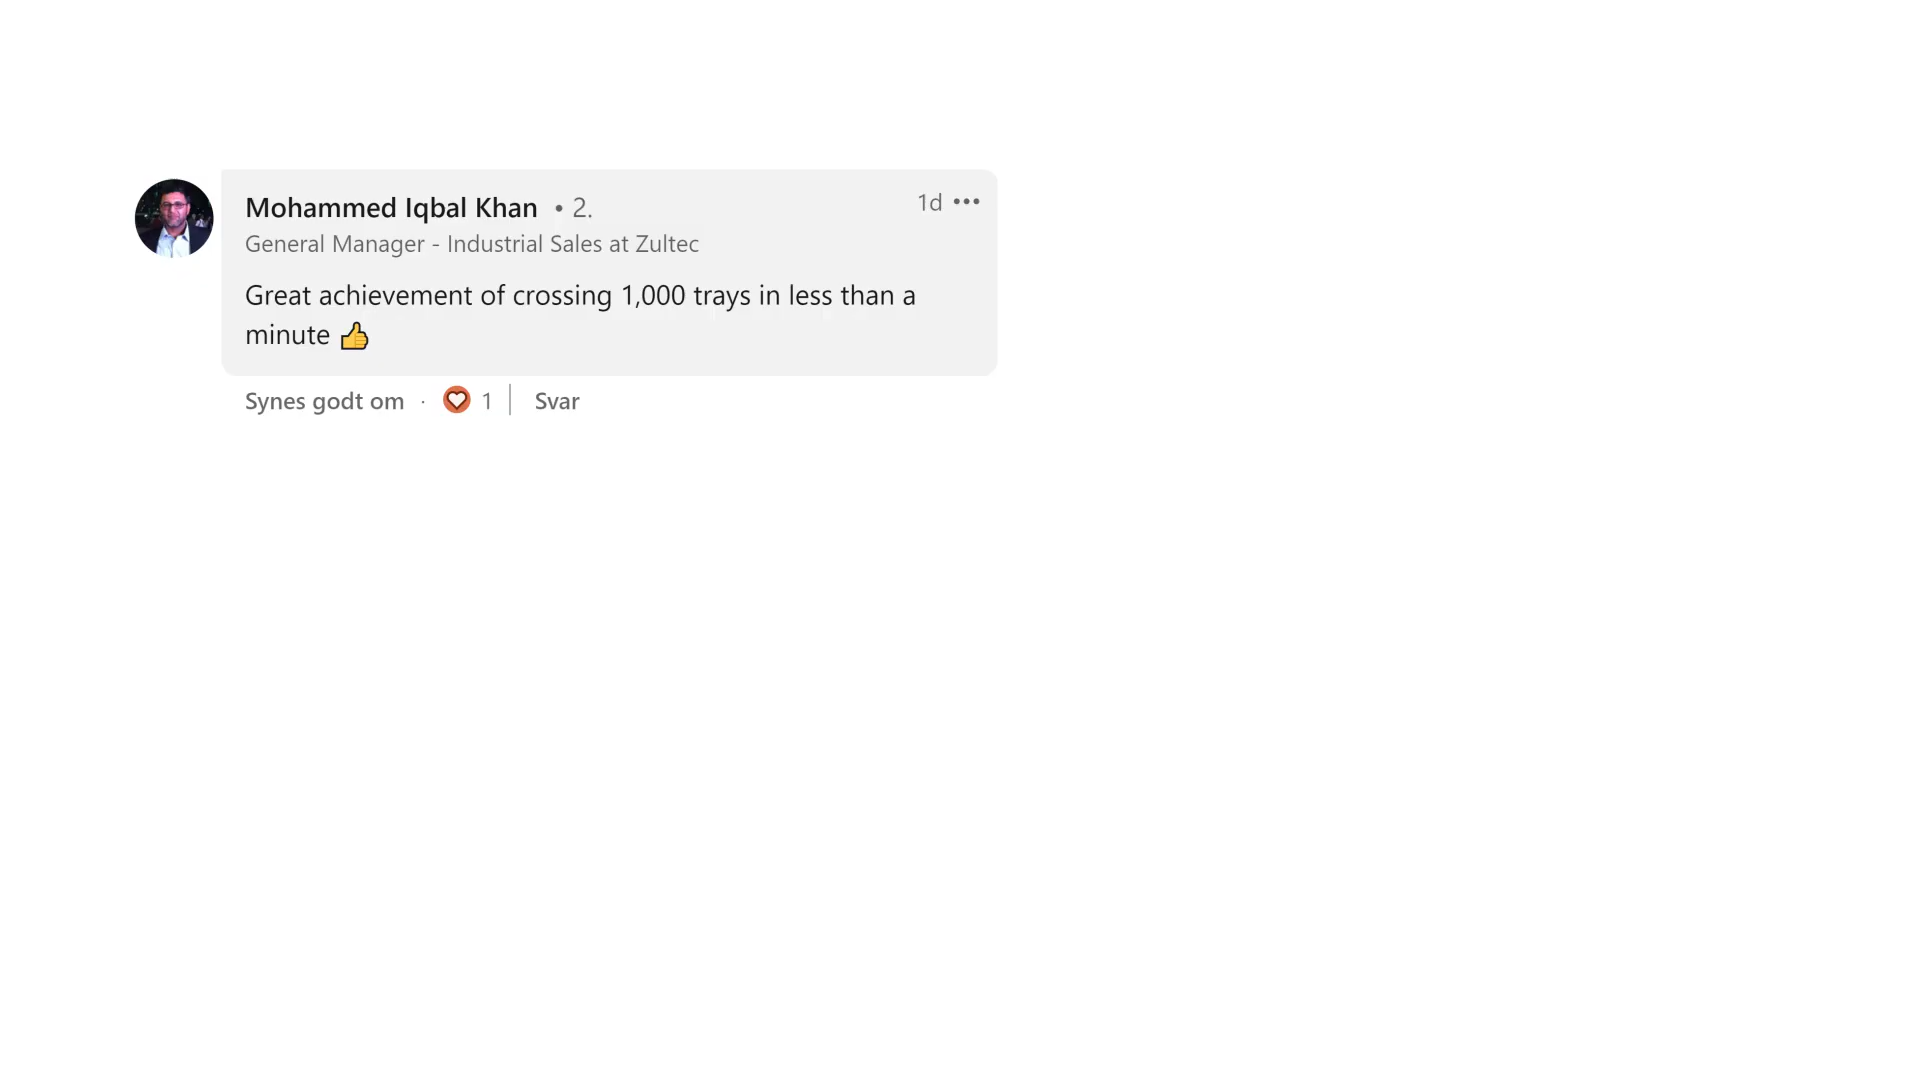 Mohammed Iqbal Khan • 2.
1d •••
General Manager - Industrial Sales at Zultec
Great achievement of crossing 1,000 trays in less than a
minute 👍
Synes godt om · 1 | Svar